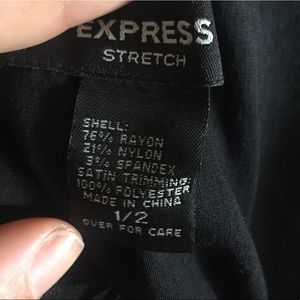 EXPRESS
STRETCH
SHELL:
76% RAYON
21% NYLON
3% SPANDEX
SATIN TRIMMING:
100% POLYESTER
MADE IN CHINA
1/2
OVER FOR CARE